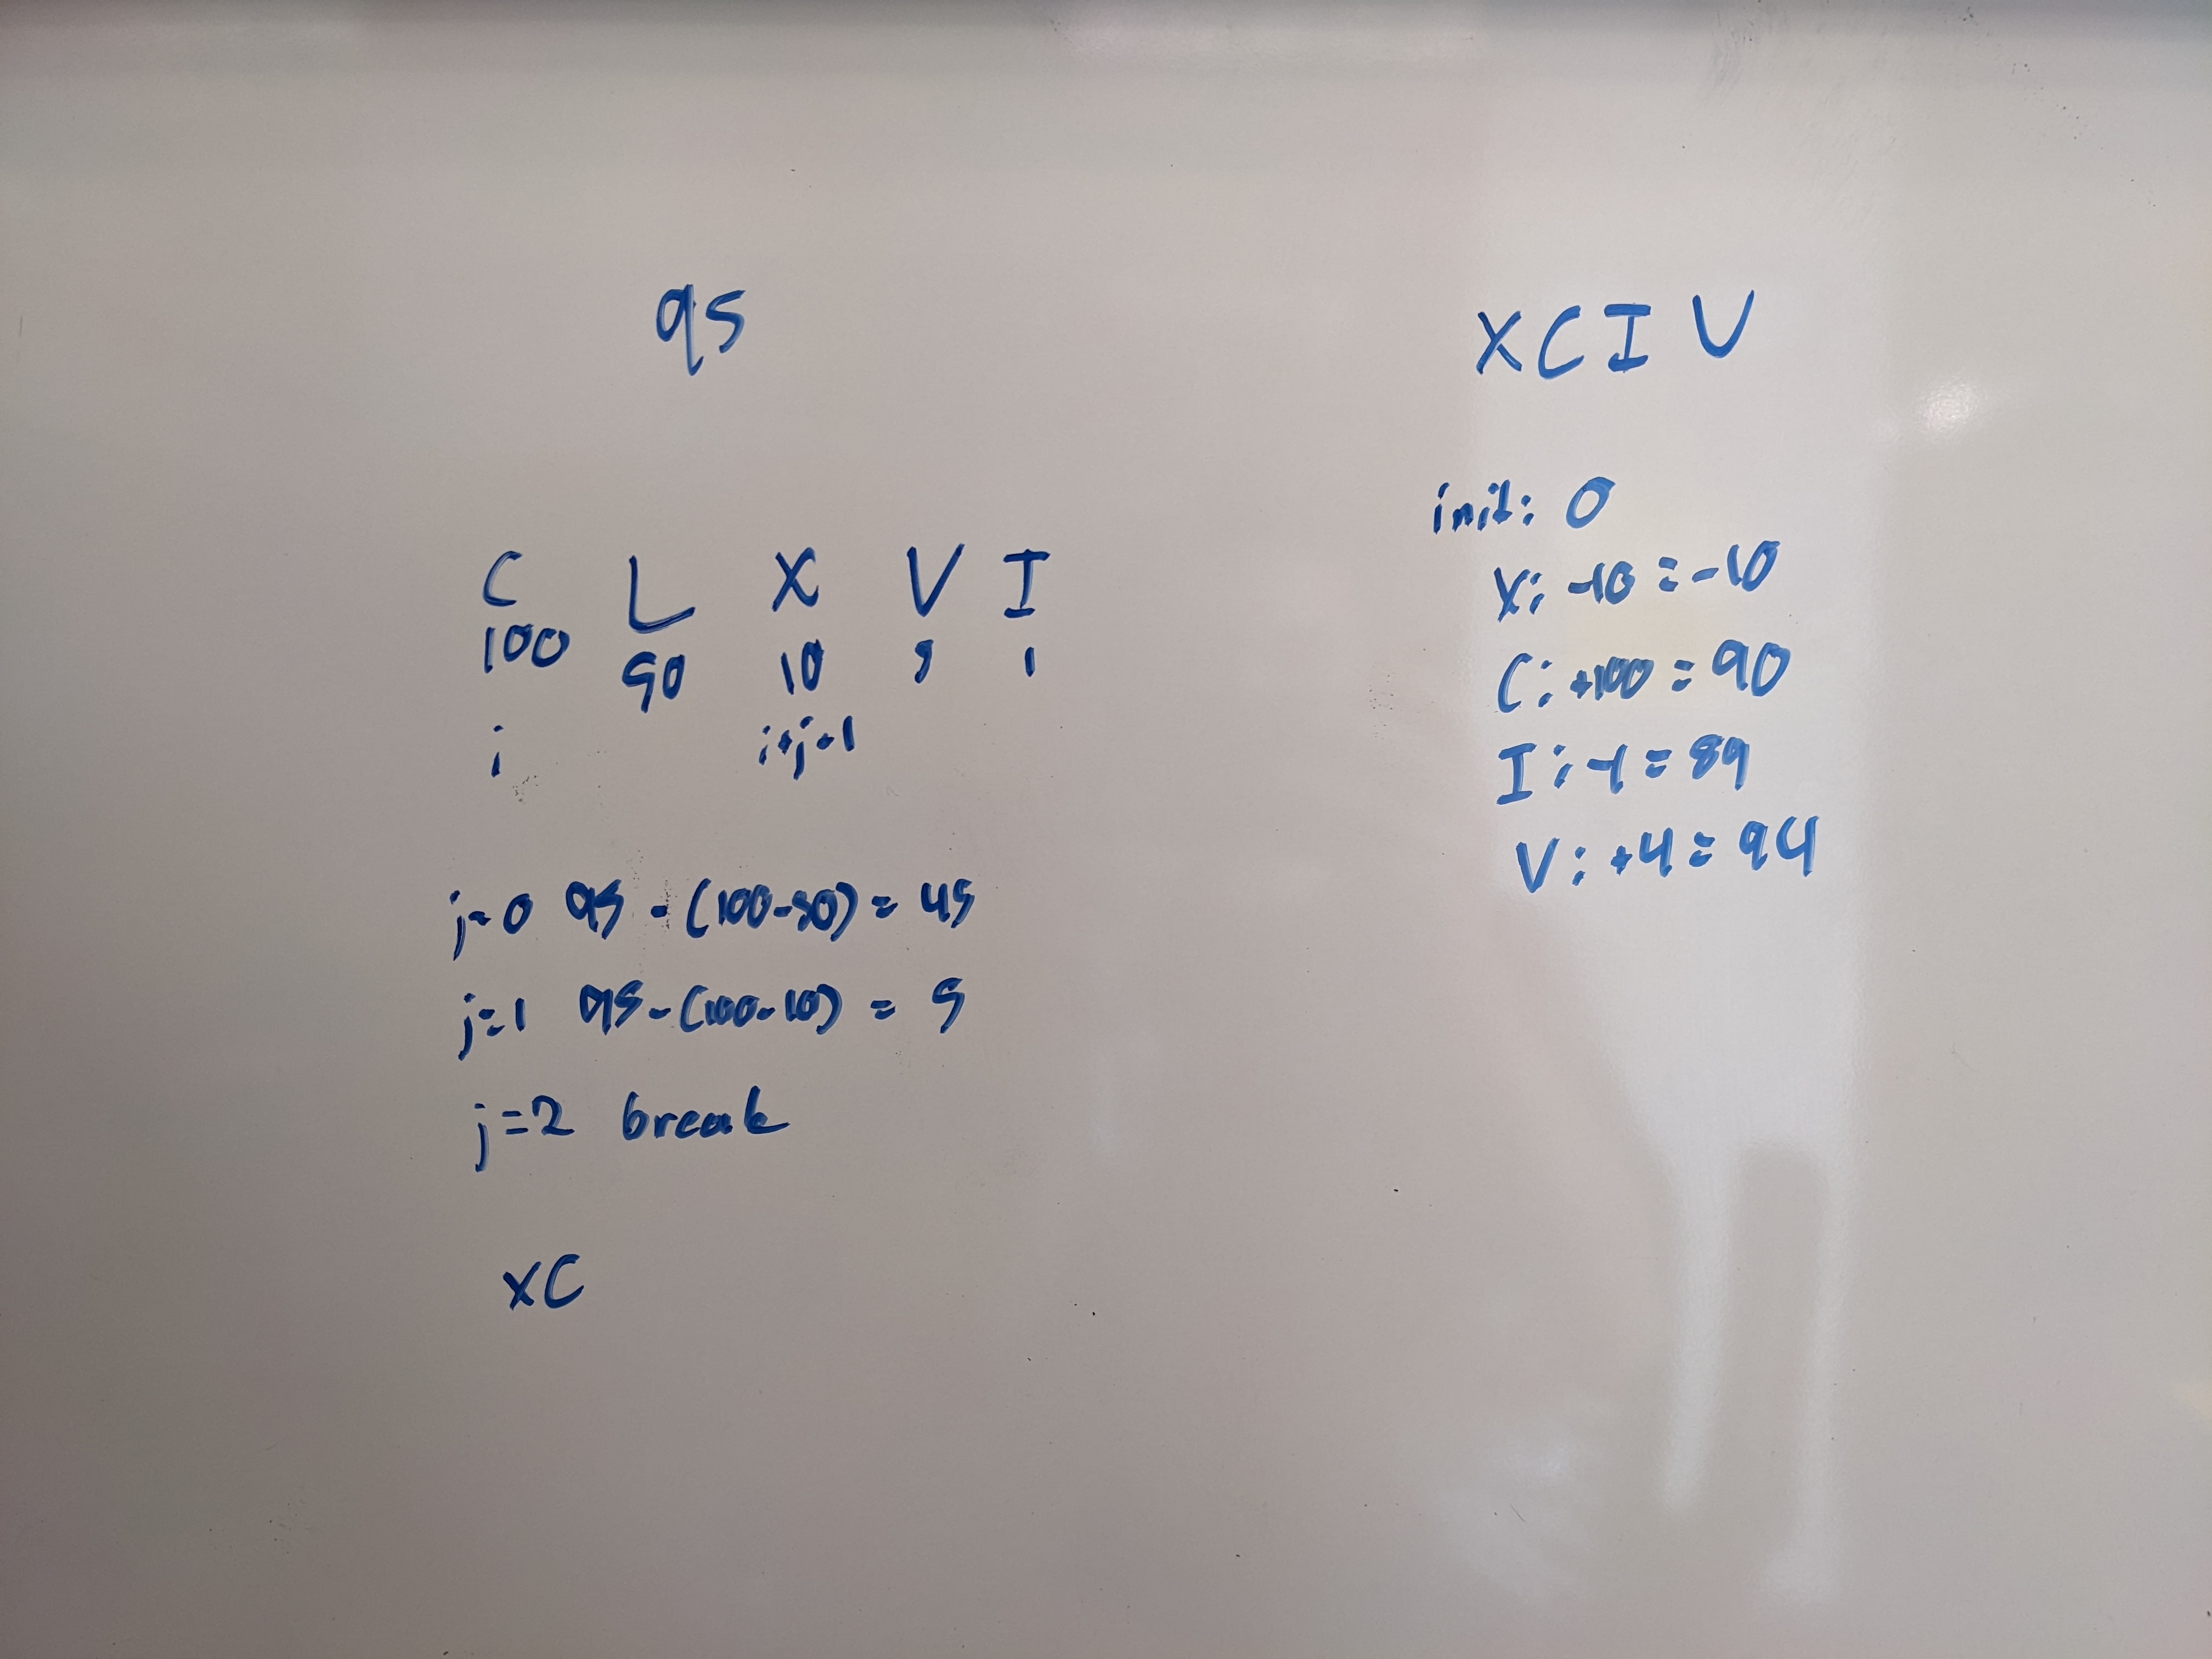 95
C L X V I
100 50 10 5 1
i i+j+1
j=0 95 - (100-50) = 45
j=1 95 - (100-10) = 5
j=2 break
XC
XCIV
init: 0
X: -10 = -10
C: +100 = 90
I: -1 = 89
V: +4 = 94